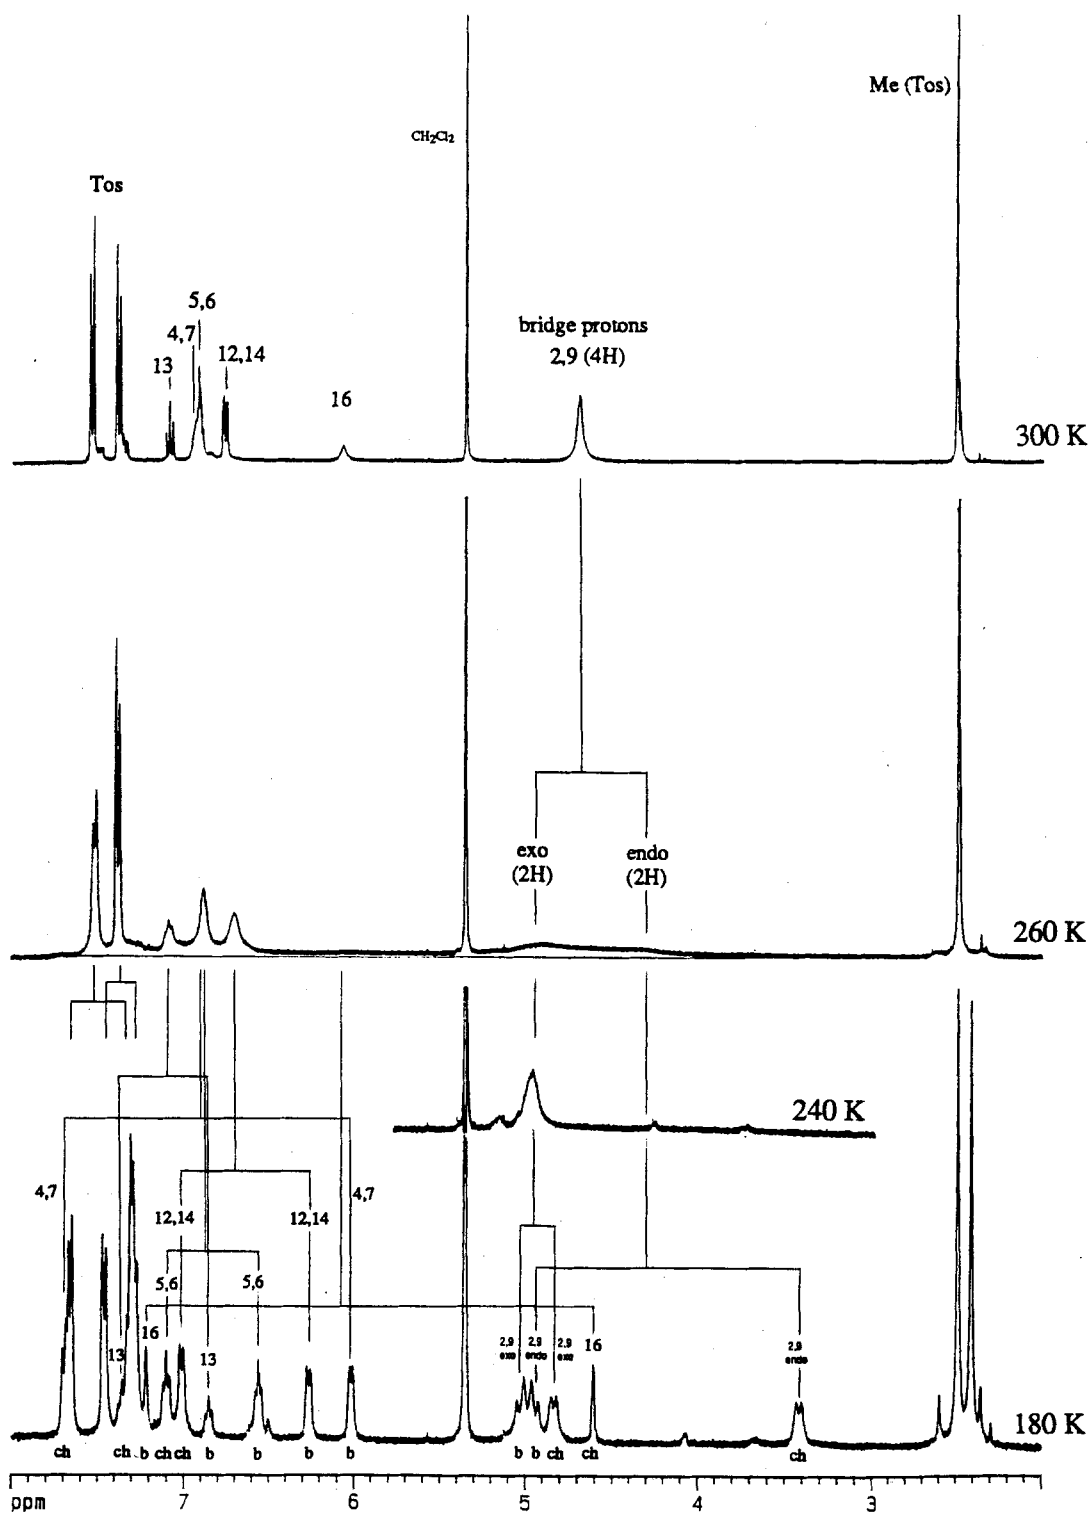 Me (Tos)
CH₂Cl₂
Tos
5,6
4,7
13
12,14
16
bridge protons
2,9 (4H)
300 K
exo
(2H)
endo
(2H)
260 K
240 K
4,7
12,14
12,14
4,7
5,6
5,6
16
13
13
2,9
exo
2,9
endo
2,9
exo
16
2,9
endo
180 K
ch ch b ch ch b b b b b b ch ch ch
ppm 7 6 5 4 3